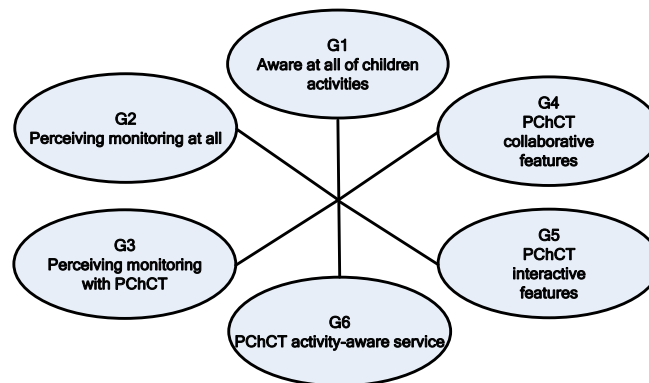 G1
Aware at all of children
activities
G2
Perceiving monitoring at all
G4
PChCT
collaborative
features
G3
Perceiving monitoring
with PChCT
G5
PChCT
interactive
features
G6
PChCT activity-aware service